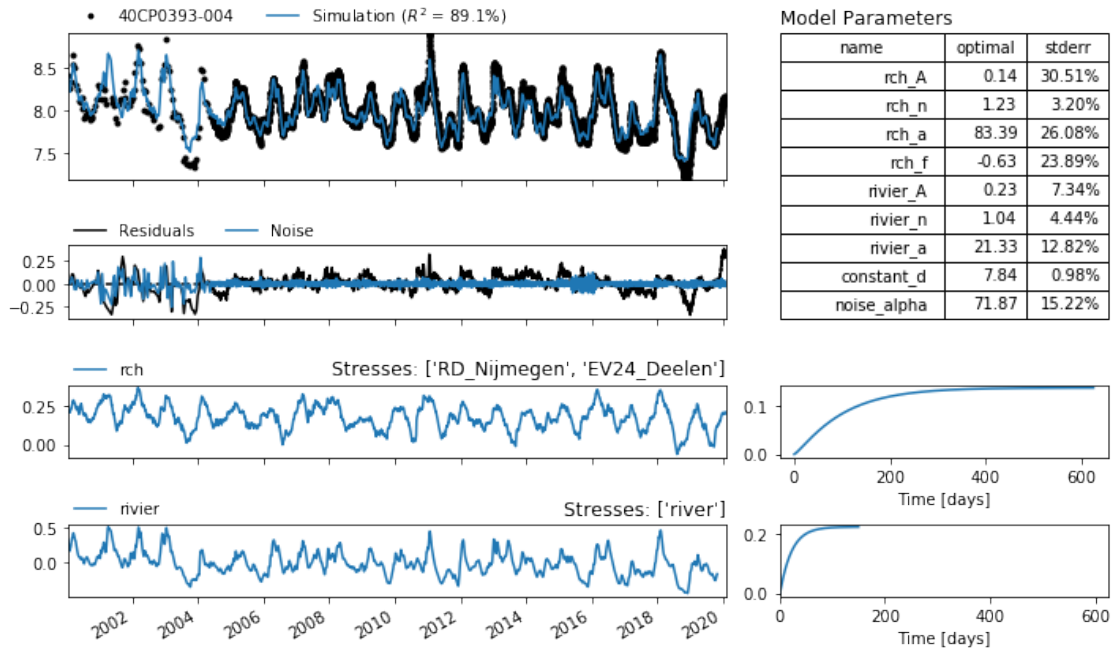 40CP0393-004 Simulation (R² = 89.1%)
8.5
8.0
7.5
Residuals Noise
0.25
0.00
−0.25
rch Stresses: ['RD_Nijmegen', 'EV24_Deelen']
0.25
0.00
rivier Stresses: ['river']
0.5
0.0
2002 2004 2006 2008 2010 2012 2014 2016 2018 2020
Model Parameters
name optimal stderr
rch_A 0.14 30.51%
rch_n 1.23 3.20%
rch_a 83.39 26.08%
rch_f -0.63 23.89%
rivier_A 0.23 7.34%
rivier_n 1.04 4.44%
rivier_a 21.33 12.82%
constant_d 7.84 0.98%
noise_alpha 71.87 15.22%
0.1
0.0
0 200 400 600
Time [days]
0.2
0.0
0 200 400 600
Time [days]